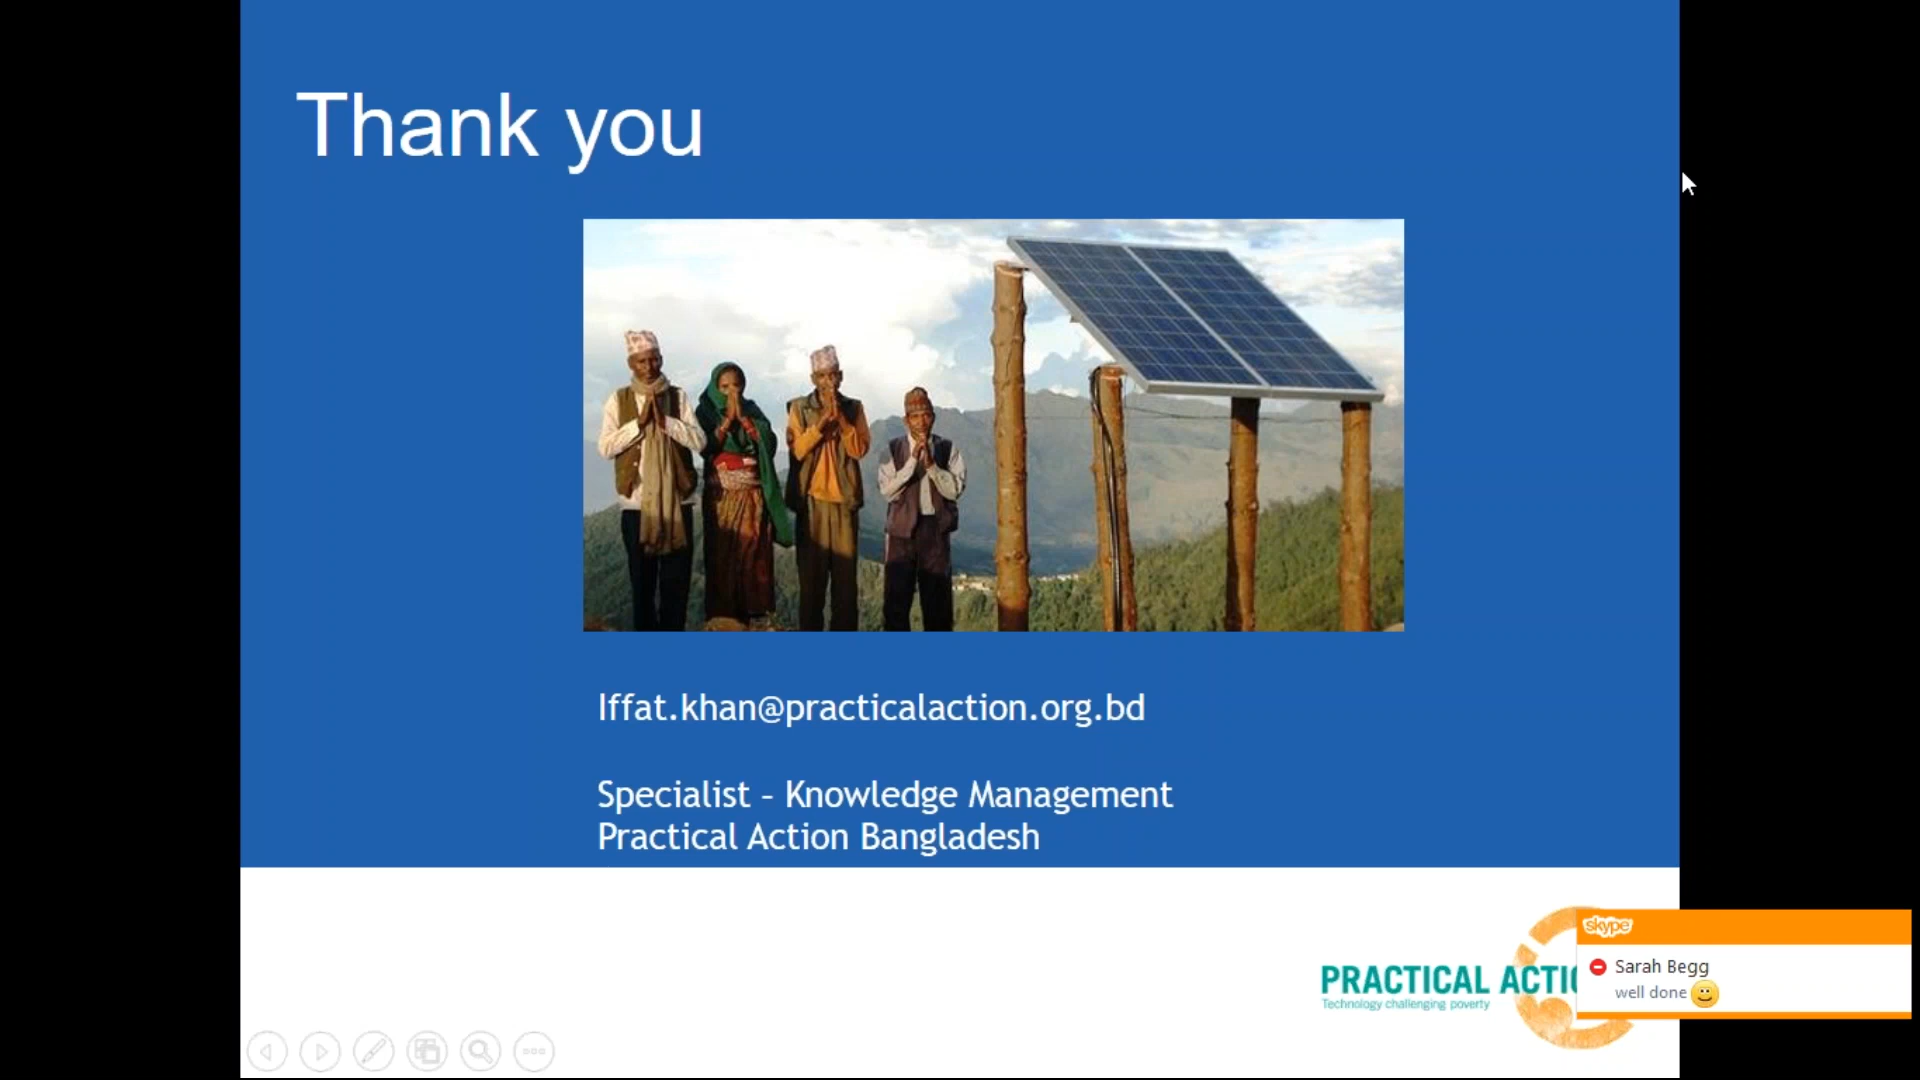 Thank you
Iffat.khan@practicalaction.org.bd
Specialist – Knowledge Management
Practical Action Bangladesh
PRACTICAL ACTI
Technology challenging poverty
skype
Sarah Begg
well done